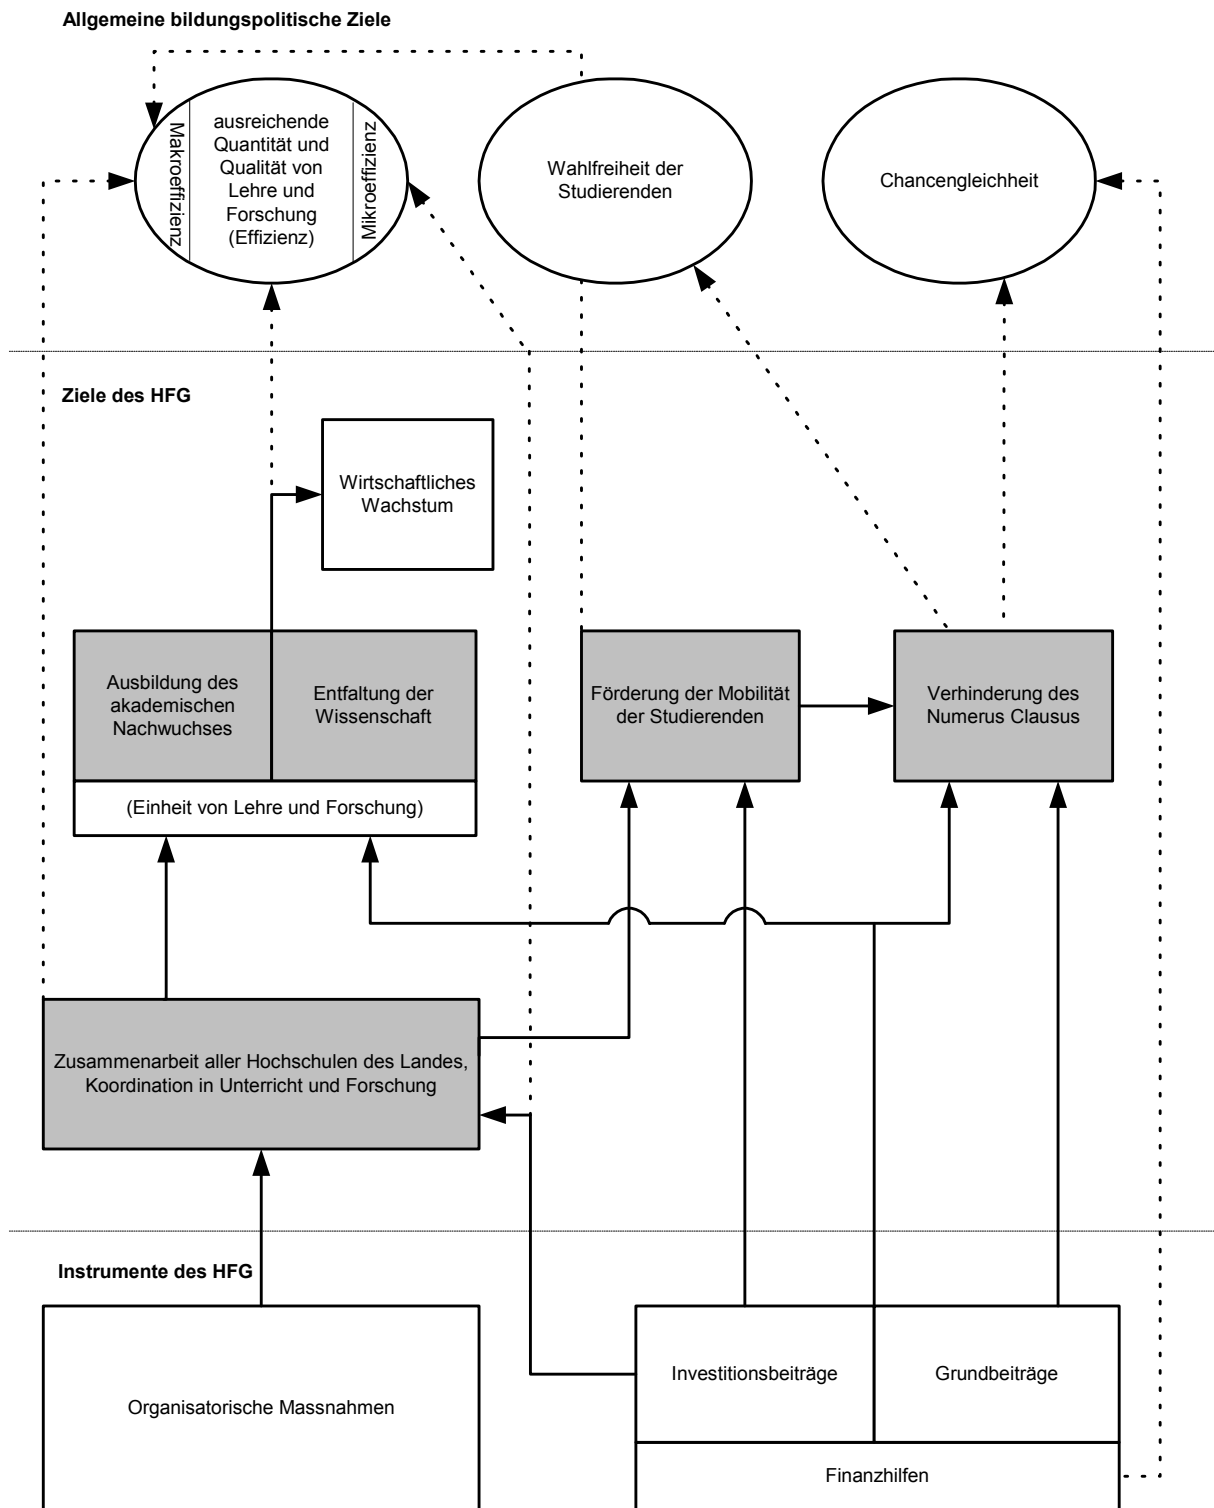 Allgemeine bildungspolitische Ziele
Makroeffizienz
ausreichende
Quantität und
Qualität von
Lehre und
Forschung
(Effizienz)
Mikroeffizienz
Wahlfreiheit der
Studierenden
Chancengleichheit
Ziele des HFG
Wirtschaftliches
Wachstum
Ausbildung des
akademischen
Nachwuchses
Entfaltung der
Wissenschaft
(Einheit von Lehre und Forschung)
Förderung der Mobilität
der Studierenden
Verhinderung des
Numerus Clausus
Zusammenarbeit aller Hochschulen des Landes,
Koordination in Unterricht und Forschung
Instrumente des HFG
Organisatorische Massnahmen
Investitionsbeiträge
Grundbeiträge
Finanzhilfen